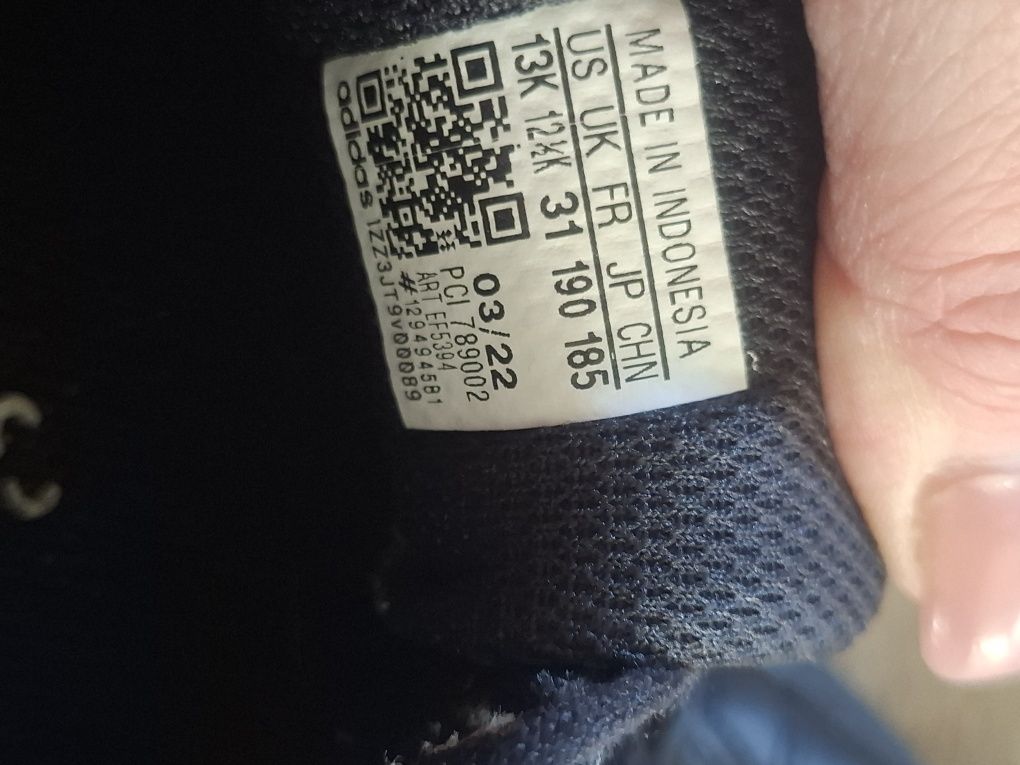 MADE IN INDONESIA
US UK FR JP CHN
13K 12½K 31 190 185
03/22
PCI 789002
ART EF5394
# 129494581
adidas 1ZZ3JT9V00089